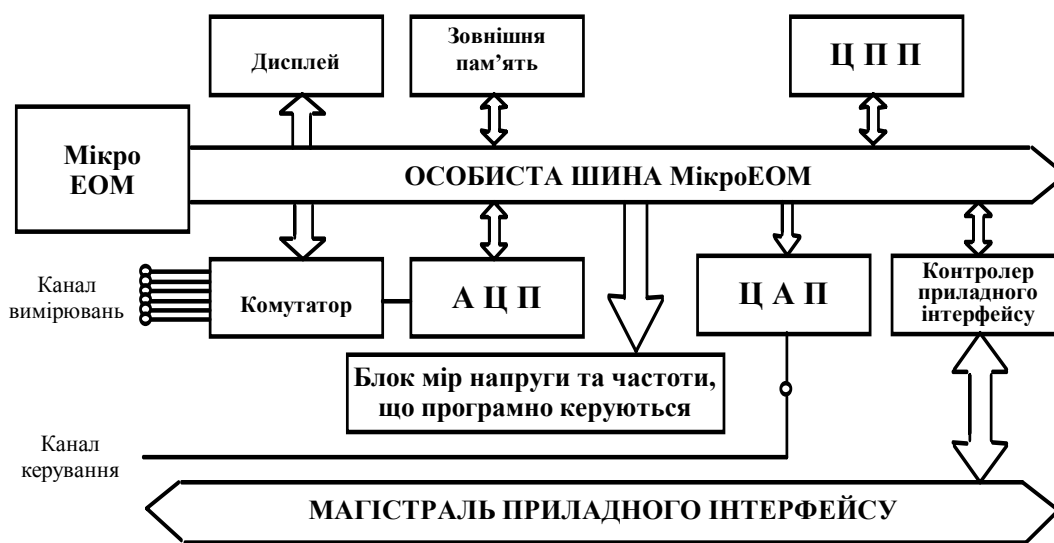 Дисплей
Зовнішня
пам’ять
Ц П П
Мікро
ЕОМ
ОСОБИСТА ШИНА МікроЕОМ
Канал
вимірювань
Комутатор
А Ц П
Ц А П
Контролер
приладного
інтерфейсу
Блок мір напруги та частоти,
що програмно керуються
Канал
керування
МАГІСТРАЛЬ ПРИЛАДНОГО ІНТЕРФЕЙСУ